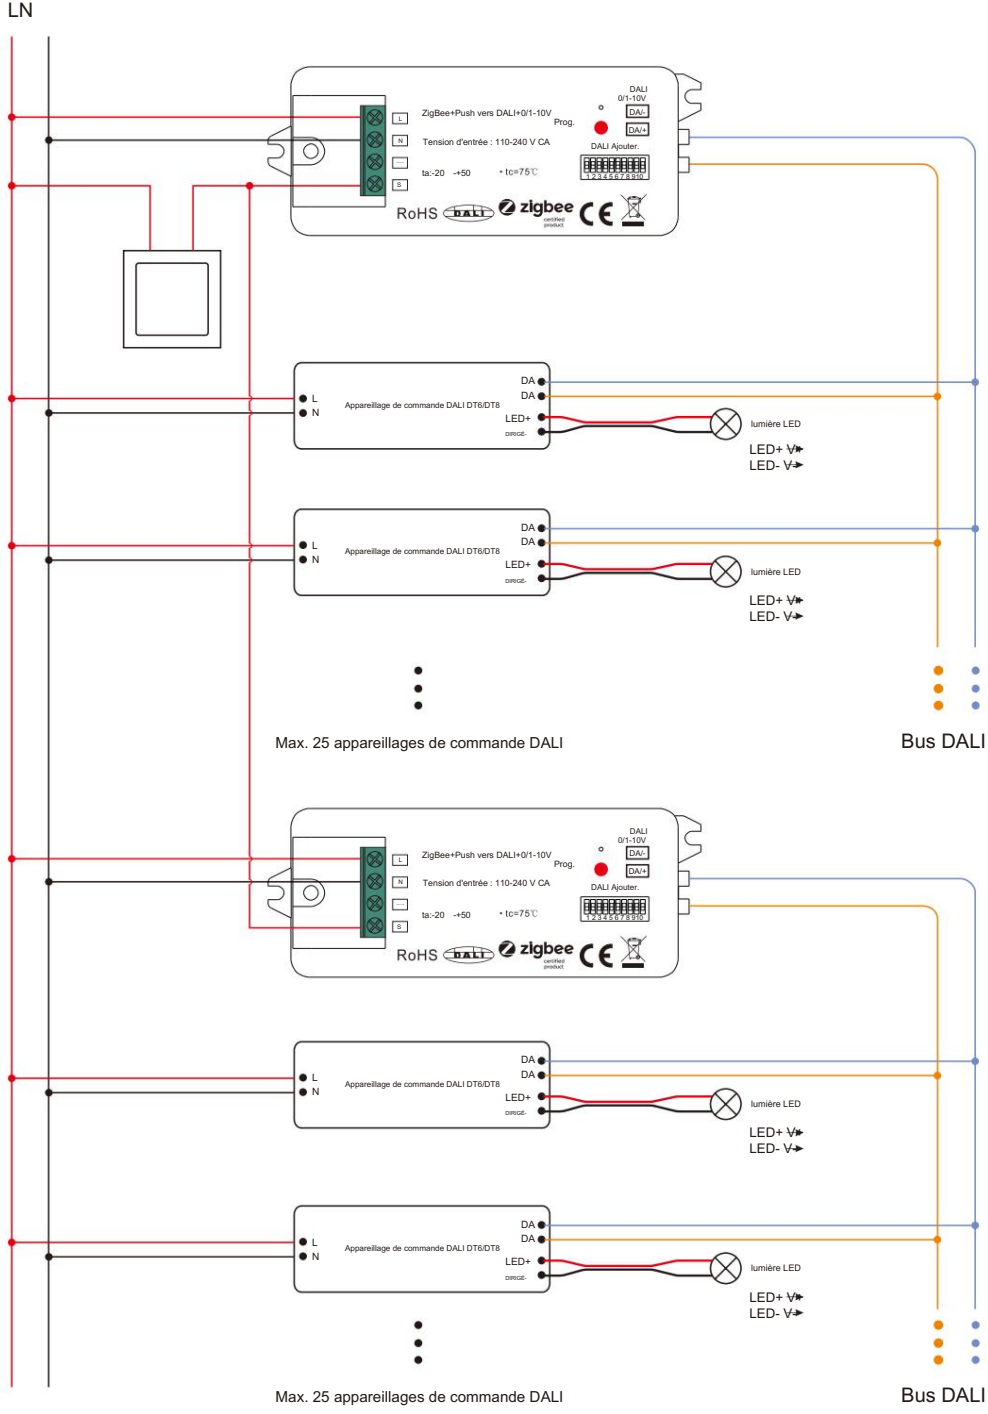 LN
DALI
0/1-10V
ZigBee+Push vers DALI+0/1-10V
Prog.
DA/-
DA/+
L
N
S
Tension d'entrée : 110-240 V CA
DALI Ajouter.
ta:-20 -+50 • tc=75℃
1 2 3 4 5 6 7 8 9 10
RoHS DALI zigbee CE
certified
product
DA
DA
L
N
Appareillage de commande DALI DT6/DT8
LED+
DIRIGÉ-
lumière LED
LED+ V+
LED- V-
DA
DA
L
N
Appareillage de commande DALI DT6/DT8
LED+
DIRIGÉ-
lumière LED
LED+ V+
LED- V-
Max. 25 appareillages de commande DALI
Bus DALI
DALI
0/1-10V
ZigBee+Push vers DALI+0/1-10V
Prog.
DA/-
DA/+
L
N
S
Tension d'entrée : 110-240 V CA
DALI Ajouter.
ta:-20 -+50 • tc=75℃
1 2 3 4 5 6 7 8 9 10
RoHS DALI zigbee CE
certified
product
DA
DA
L
N
Appareillage de commande DALI DT6/DT8
LED+
DIRIGÉ-
lumière LED
LED+ V+
LED- V-
DA
DA
L
N
Appareillage de commande DALI DT6/DT8
LED+
DIRIGÉ-
lumière LED
LED+ V+
LED- V-
Max. 25 appareillages de commande DALI
Bus DALI